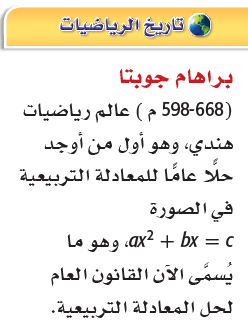 تاريخ الرياضيات
براهام جوبتا
(598-668 م ) عالم رياضيات
هندي، وهو أول من أوجد
حلًّا عامًّا للمعادلة التربيعية
في الصورة
ax² + bx = c، وهو ما
يُسمَّى الآن القانون العام
لحل المعادلة التربيعية.